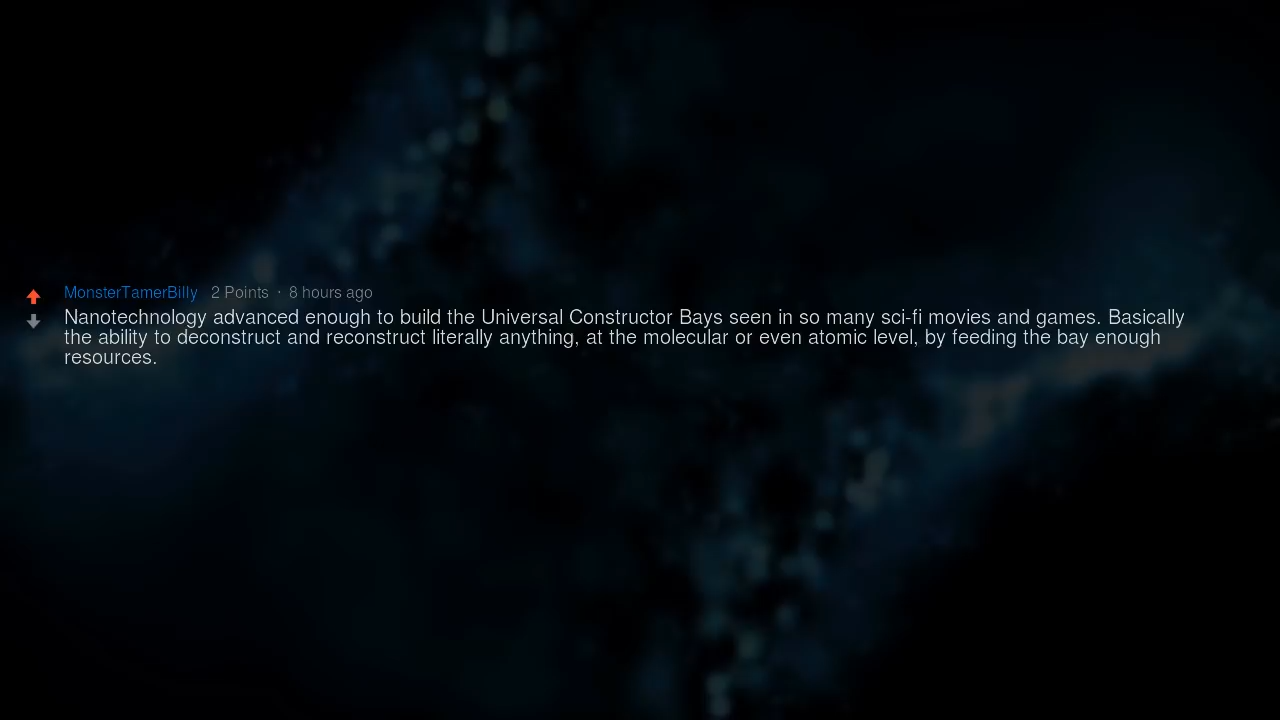 MonsterTamerBilly 2 Points · 8 hours ago
Nanotechnology advanced enough to build the Universal Constructor Bays seen in so many sci-fi movies and games. Basically
the ability to deconstruct and reconstruct literally anything, at the molecular or even atomic level, by feeding the bay enough
resources.